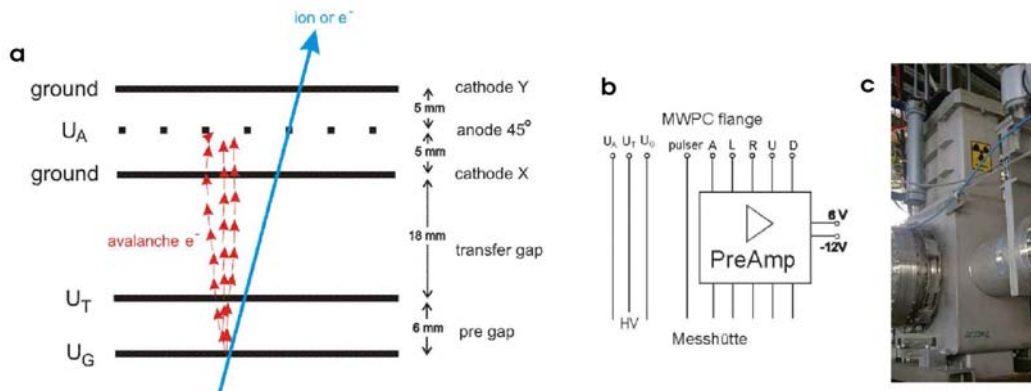 a
ion or e⁻
ground
cathode Y
5 mm
U_A
anode 45°
5 mm
ground
cathode X
avalanche e⁻
18 mm
transfer gap
U_T
6 mm
pre gap
U_G
b
MWPC flange
U_A U_T U_G pulser A L R U D
6 V
-12V
PreAmp
HV
Messhütte
c